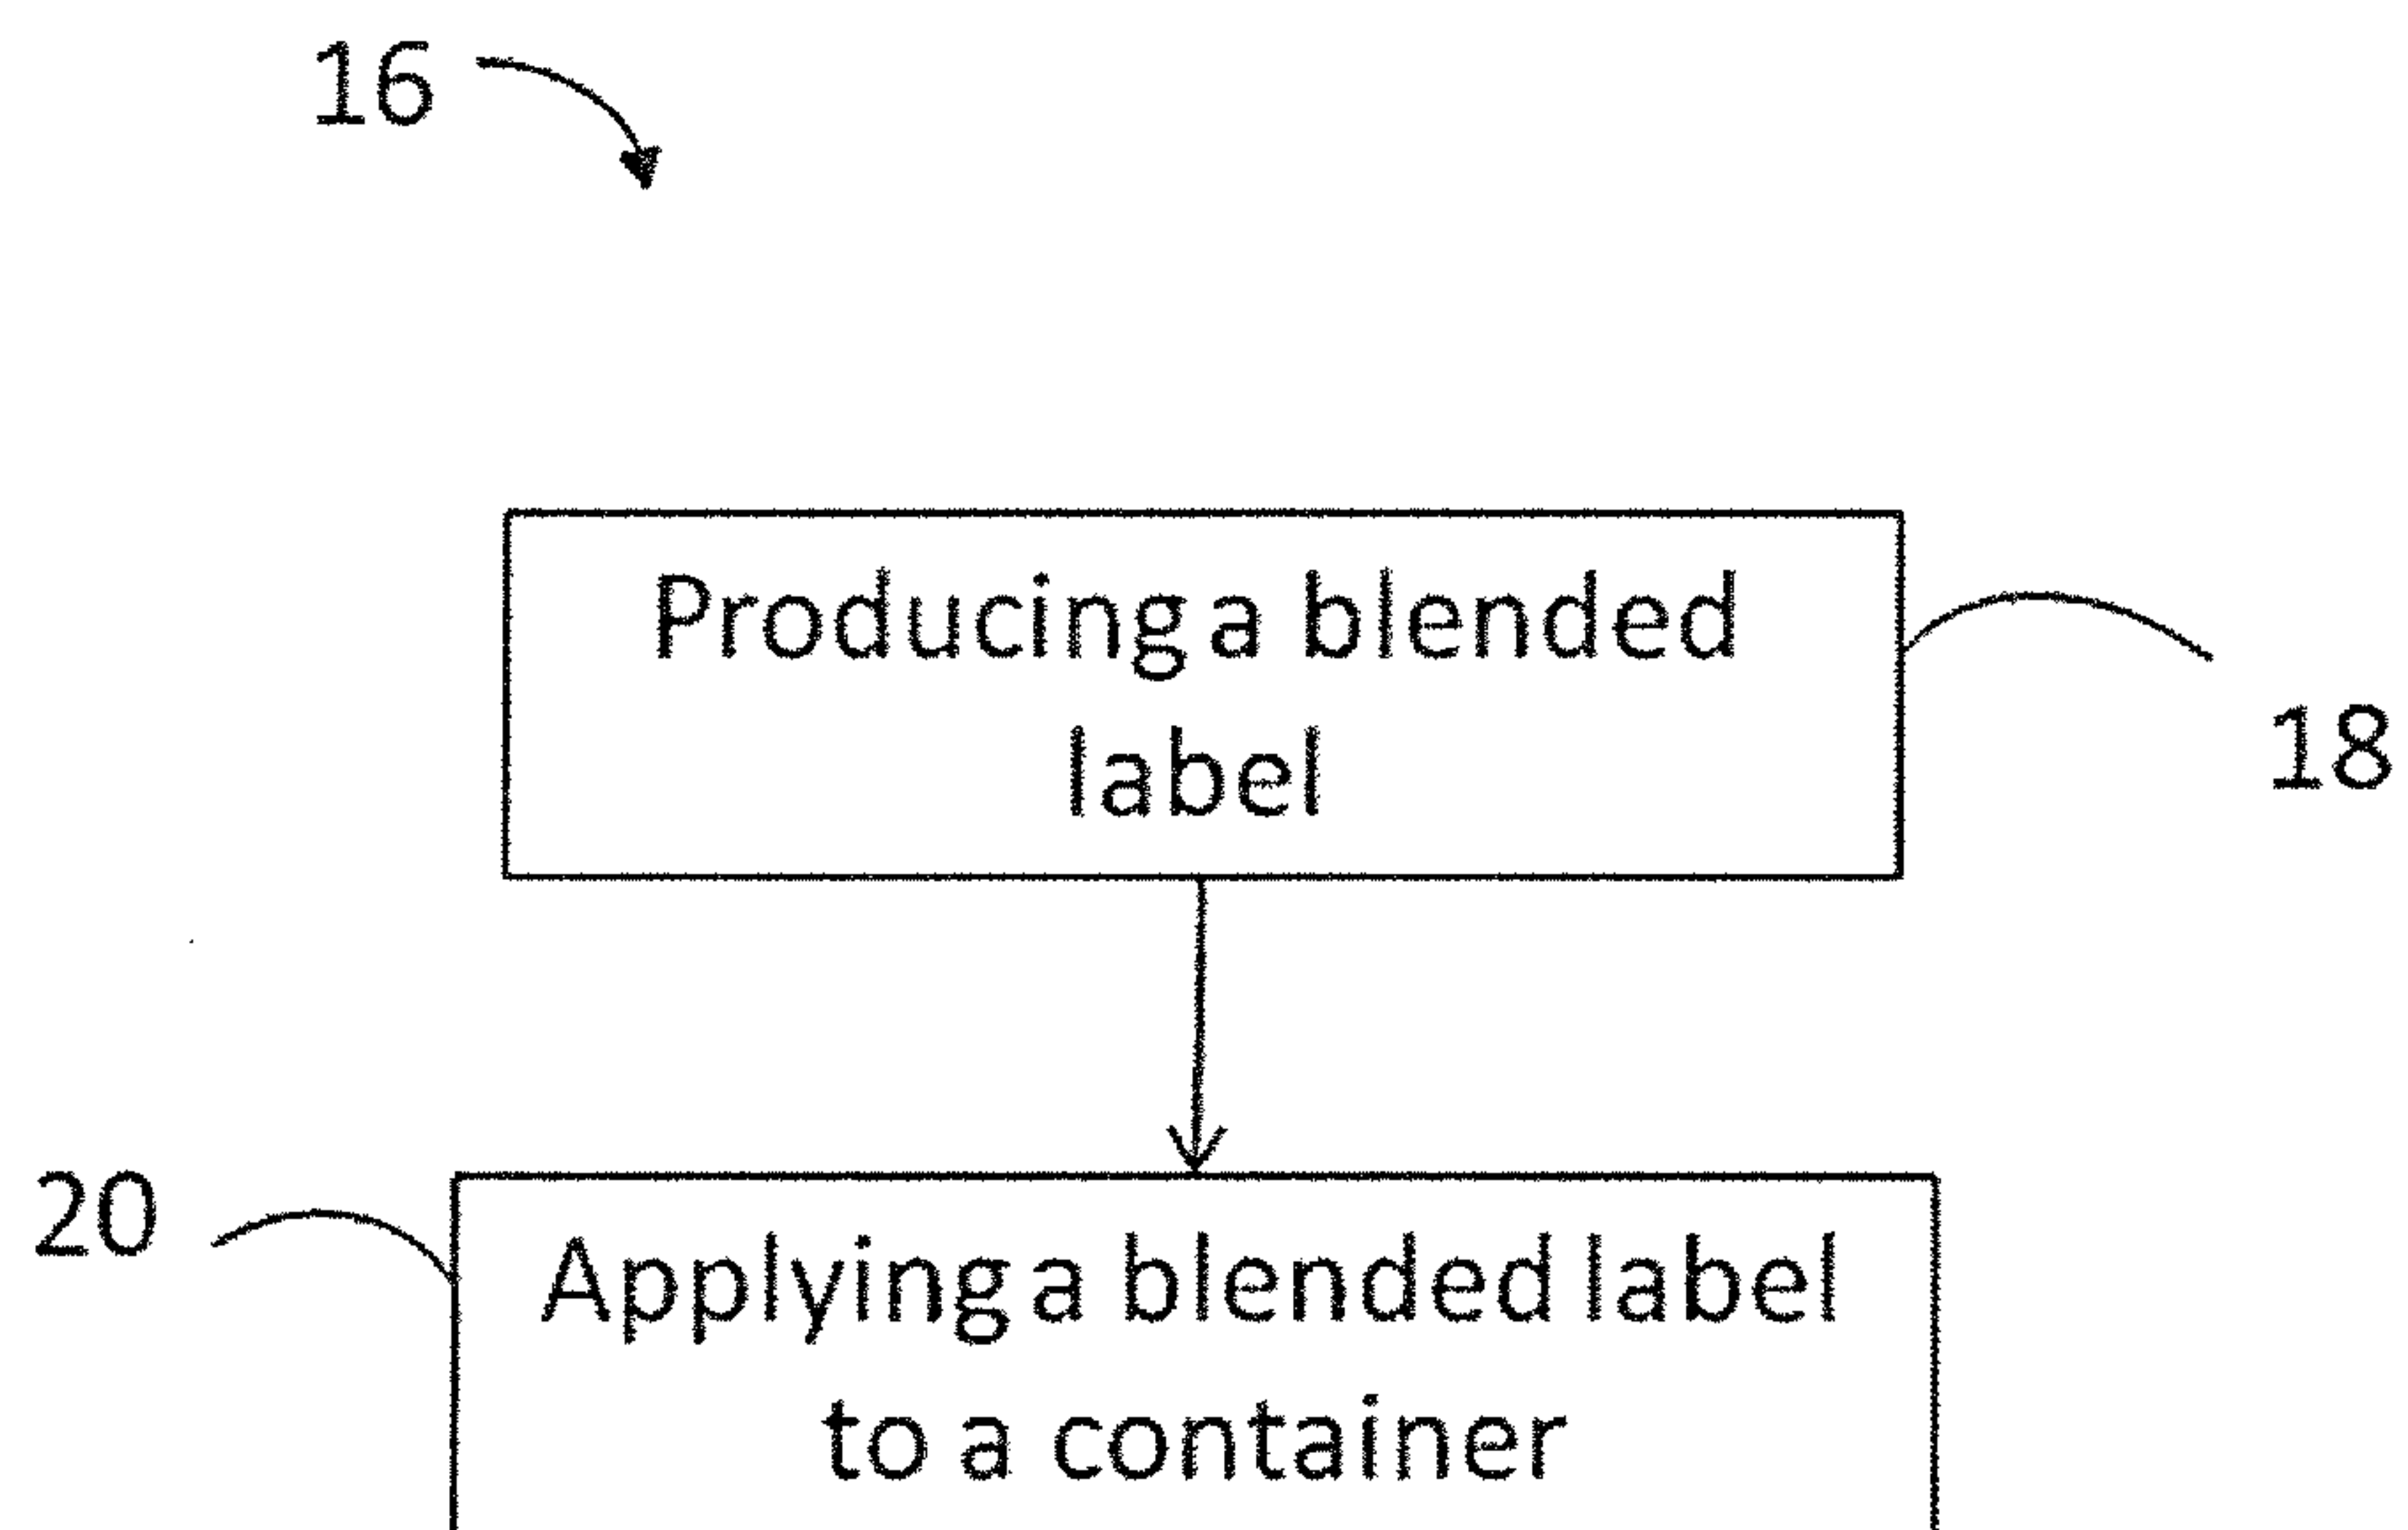 16
Producing a blended
label
18
20
Applying a blended label
to a container